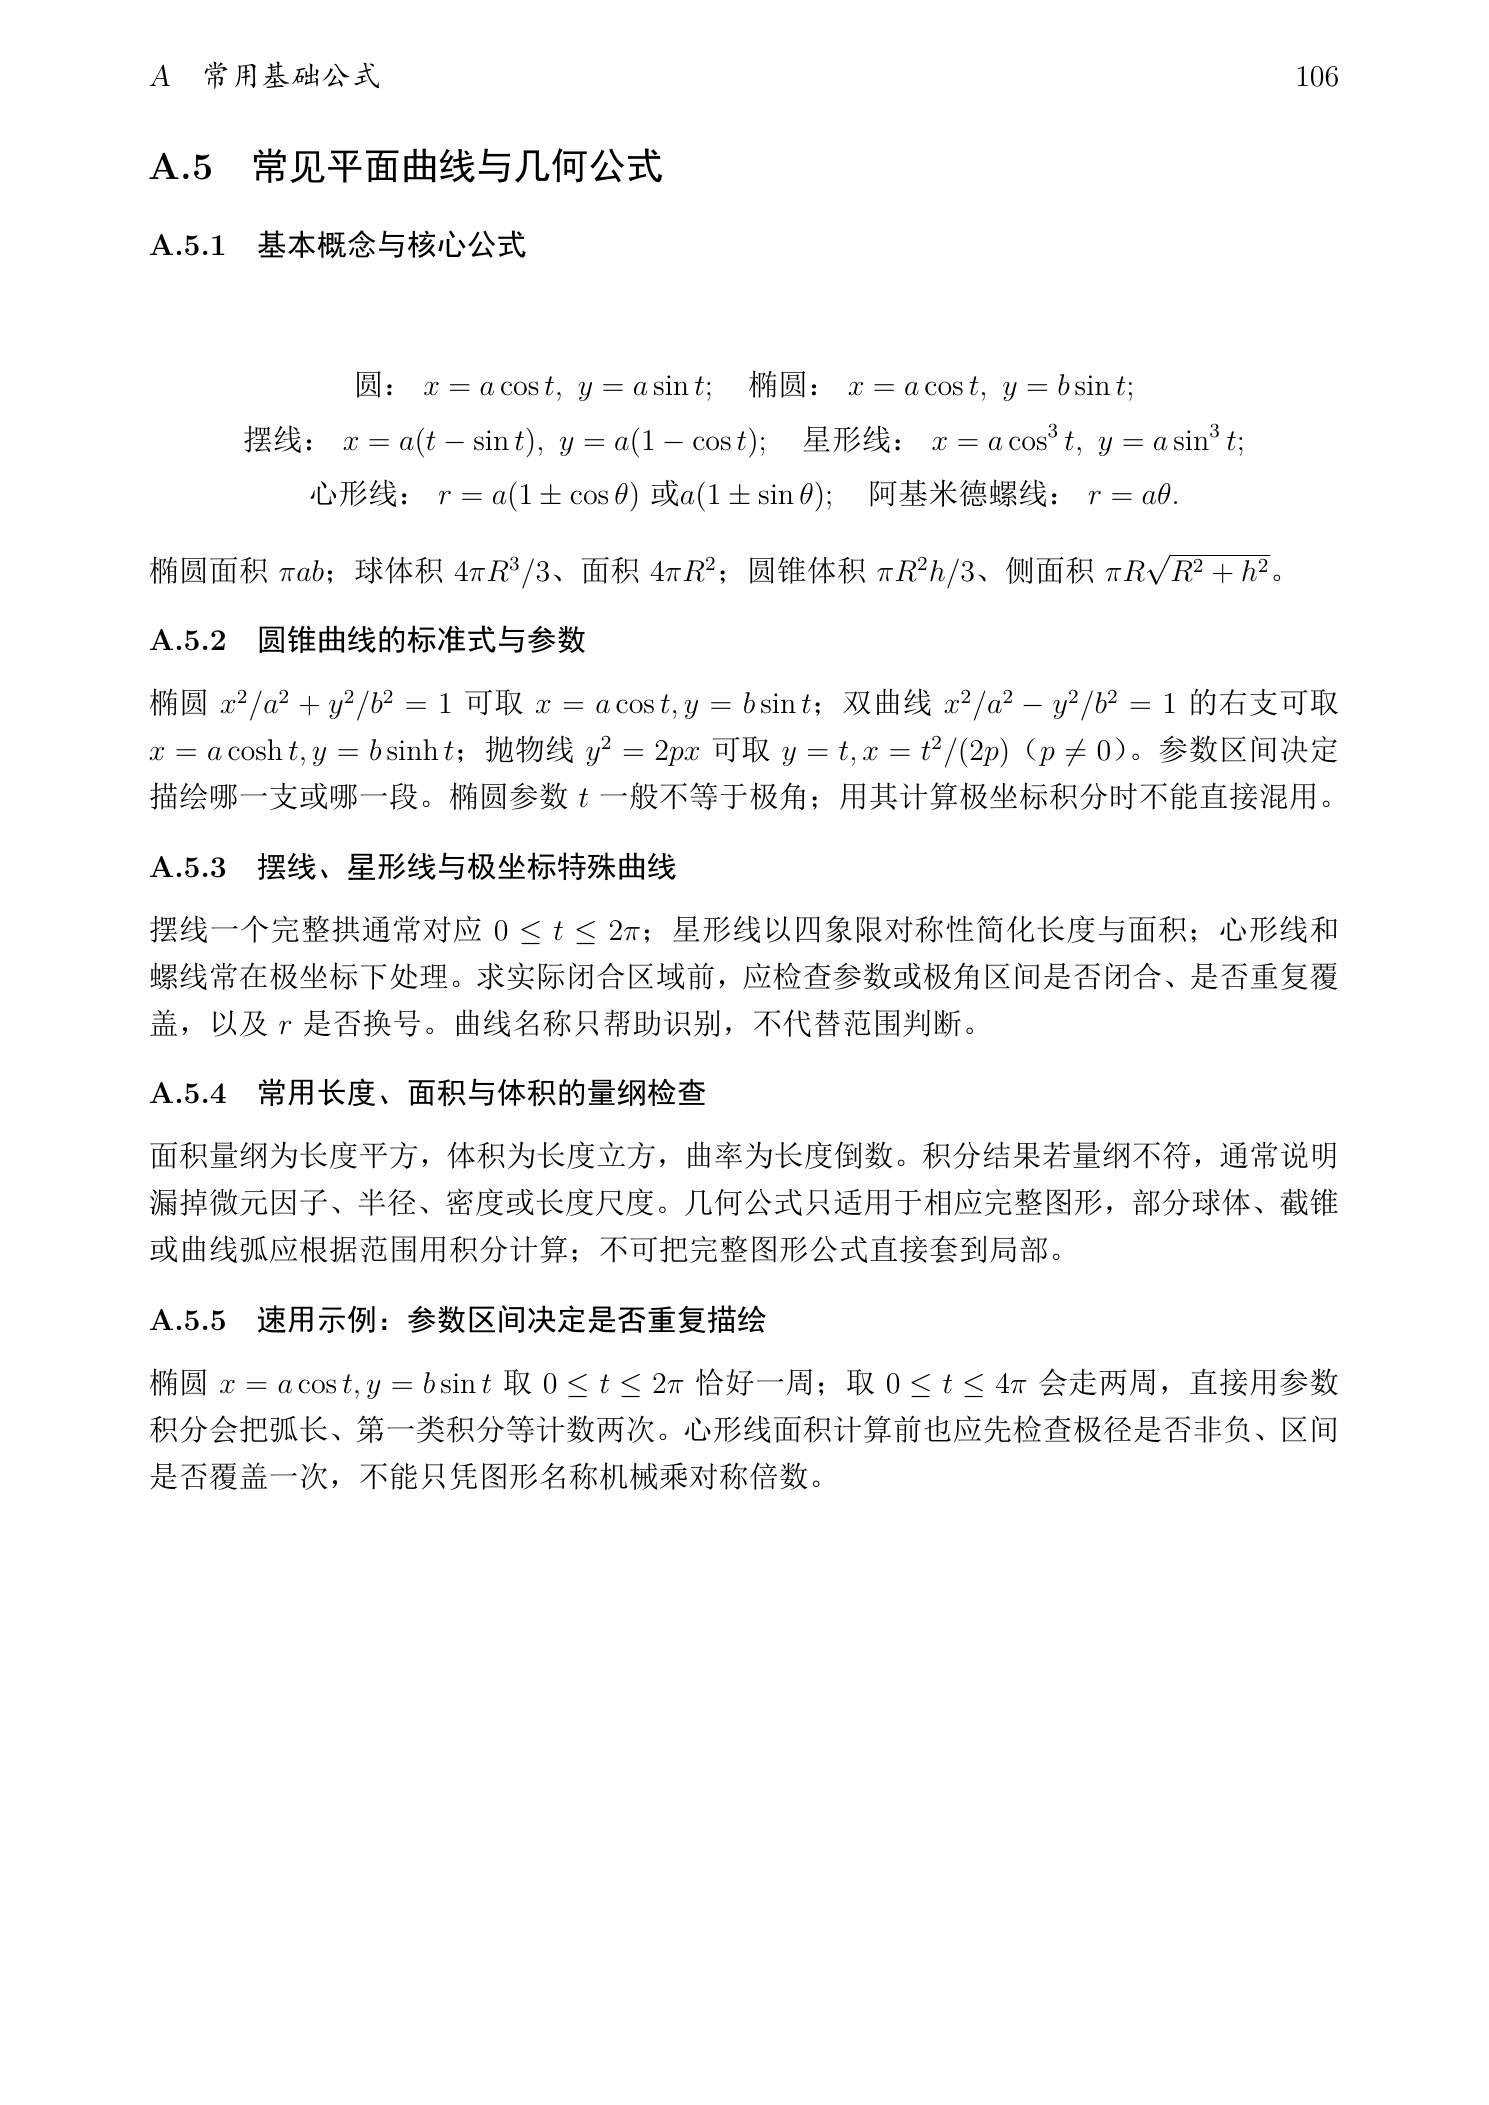 A 常用基础公式 106
A.5 常见平面曲线与几何公式
A.5.1 基本概念与核心公式
圆： x = a cos t, y = a sin t; 椭圆： x = a cos t, y = b sin t;
摆线： x = a(t − sin t), y = a(1 − cos t); 星形线： x = a cos³ t, y = a sin³ t;
心形线： r = a(1 ± cos θ) 或a(1 ± sin θ); 阿基米德螺线： r = aθ.
椭圆面积 πab；球体积 4πR³/3、面积 4πR²；圆锥体积 πR²h/3、侧面积 πR√(R² + h²)。
A.5.2 圆锥曲线的标准式与参数
椭圆 x²/a² + y²/b² = 1 可取 x = a cos t, y = b sin t；双曲线 x²/a² − y²/b² = 1 的右支可取
x = a cosh t, y = b sinh t；抛物线 y² = 2px 可取 y = t, x = t²/(2p)（p ≠ 0）。参数区间决定
描绘哪一支或哪一段。椭圆参数 t 一般不等于极角；用其计算极坐标积分时不能直接混用。
A.5.3 摆线、星形线与极坐标特殊曲线
摆线一个完整拱通常对应 0 ≤ t ≤ 2π；星形线以四象限对称性简化长度与面积；心形线和
螺线常在极坐标下处理。求实际闭合区域前，应检查参数或极角区间是否闭合、是否重复覆
盖，以及 r 是否换号。曲线名称只帮助识别，不代替范围判断。
A.5.4 常用长度、面积与体积的量纲检查
面积量纲为长度平方，体积为长度立方，曲率为长度倒数。积分结果若量纲不符，通常说明
漏掉微元因子、半径、密度或长度尺度。几何公式只适用于相应完整图形，部分球体、截锥
或曲线弧应根据范围用积分计算；不可把完整图形公式直接套到局部。
A.5.5 速用示例：参数区间决定是否重复描绘
椭圆 x = a cos t, y = b sin t 取 0 ≤ t ≤ 2π 恰好一周；取 0 ≤ t ≤ 4π 会走两周，直接用参数
积分会把弧长、第一类积分等计数两次。心形线面积计算前也应先检查极径是否非负、区间
是否覆盖一次，不能只凭图形名称机械乘对称倍数。